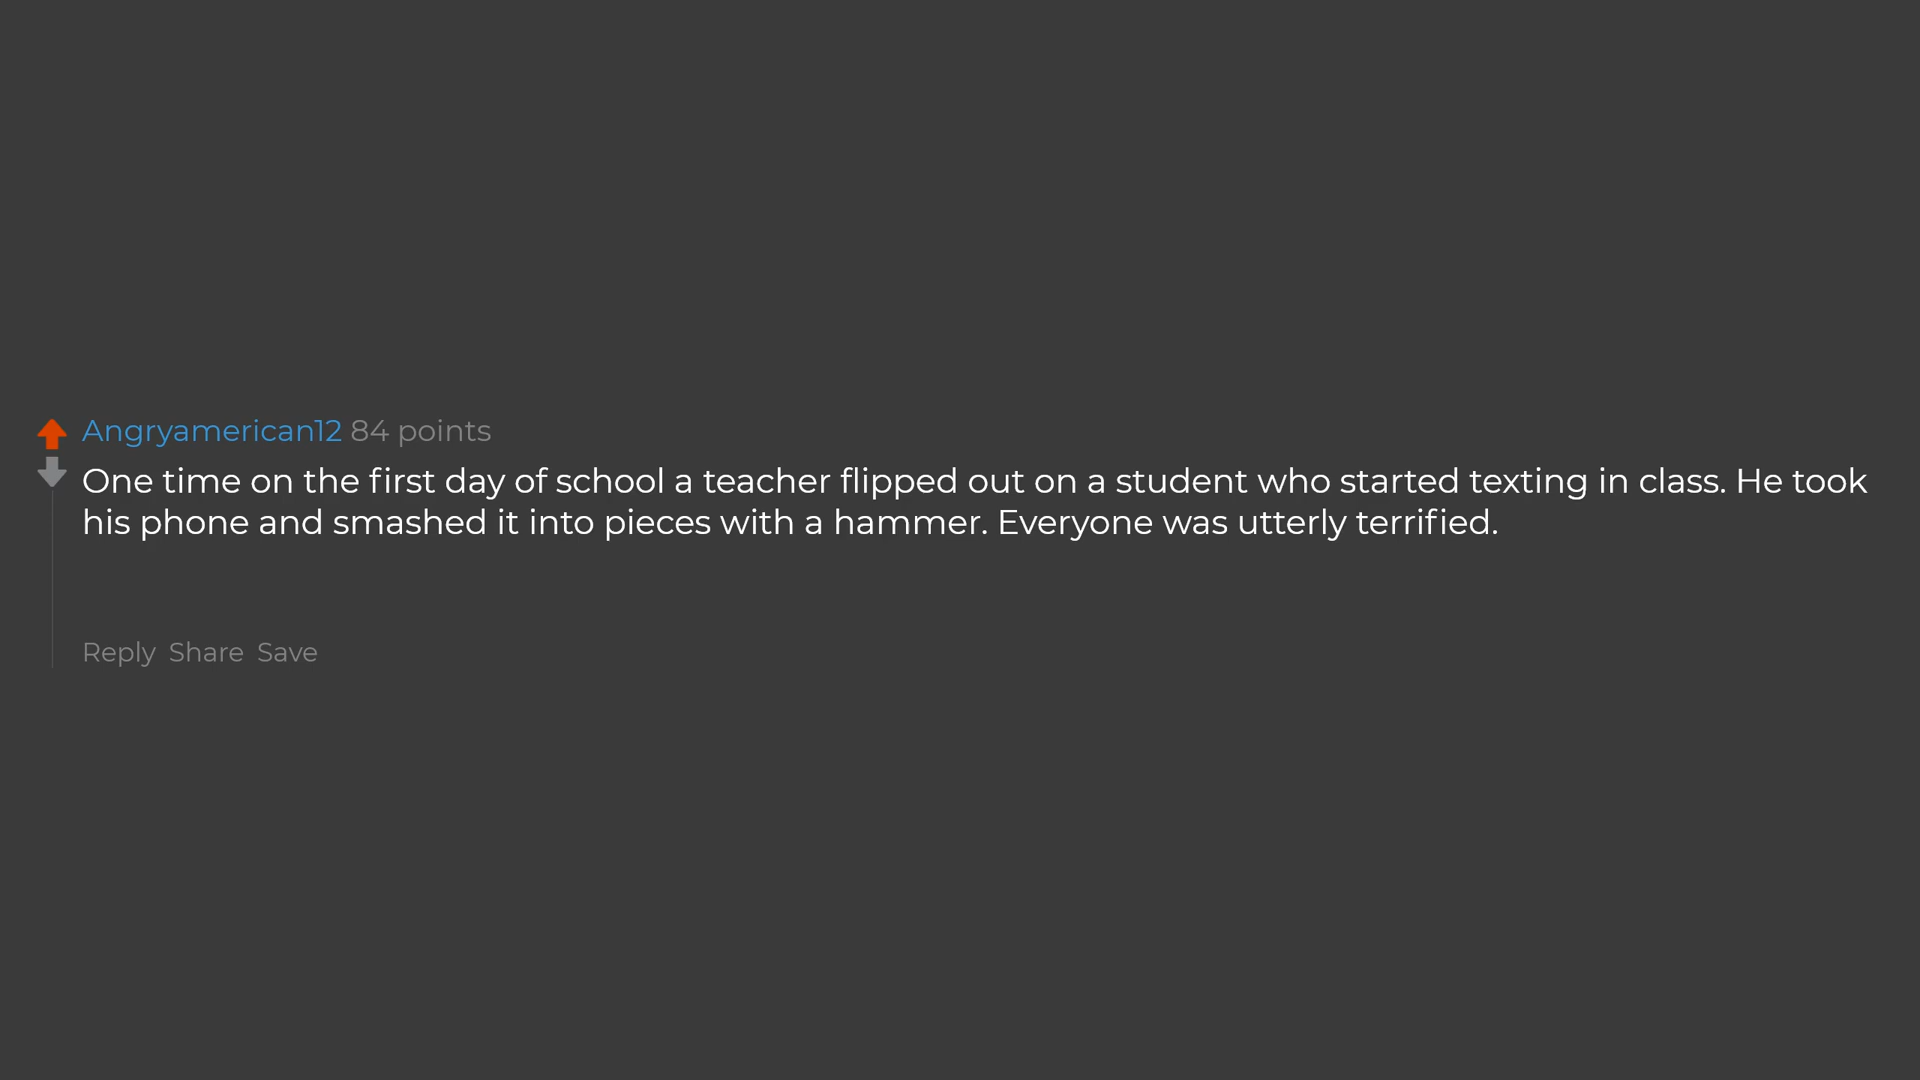 Angryamerican12 84 points
One time on the first day of school a teacher flipped out on a student who started texting in class. He took
his phone and smashed it into pieces with a hammer. Everyone was utterly terrified.
Reply Share Save